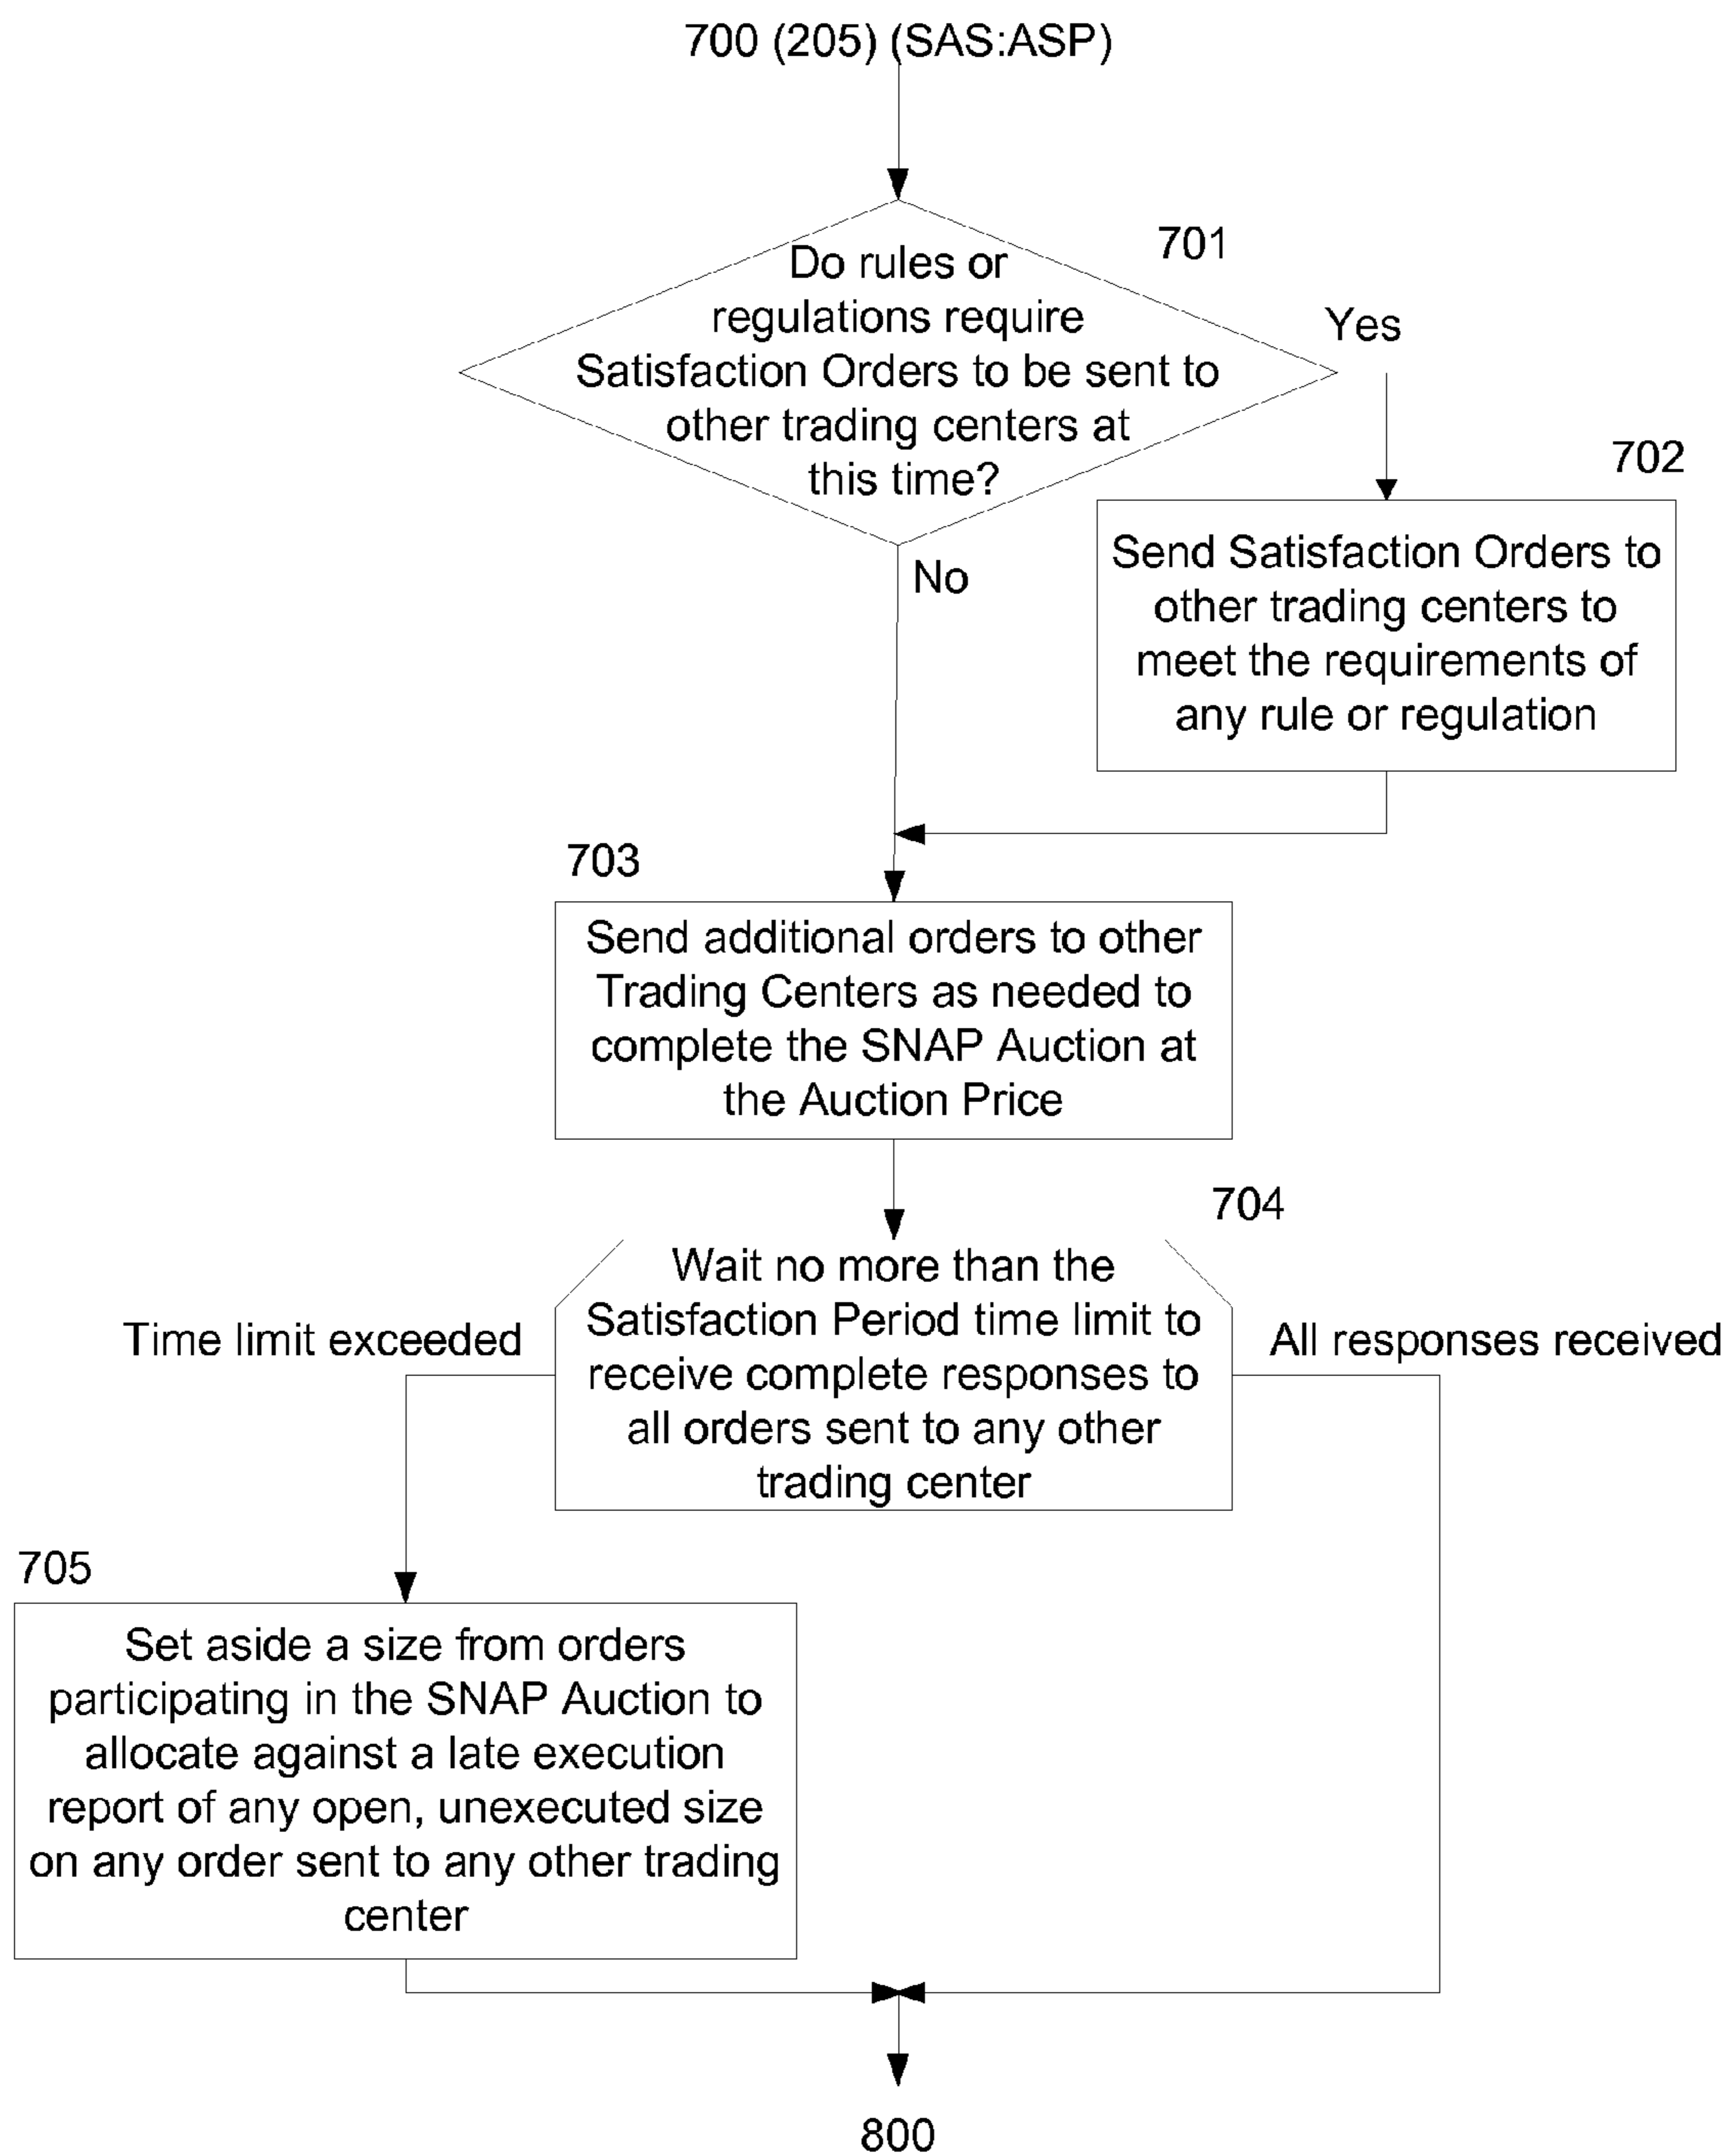 700 (205) (SAS:ASP)
701
Do rules or
regulations require
Satisfaction Orders to be sent to
other trading centers at
this time?
Yes
No
702
Send Satisfaction Orders to
other trading centers to
meet the requirements of
any rule or regulation
703
Send additional orders to other
Trading Centers as needed to
complete the SNAP Auction at
the Auction Price
704
Wait no more than the
Satisfaction Period time limit to
receive complete responses to
all orders sent to any other
trading center
Time limit exceeded
All responses received
705
Set aside a size from orders
participating in the SNAP Auction to
allocate against a late execution
report of any open, unexecuted size
on any order sent to any other trading
center
800